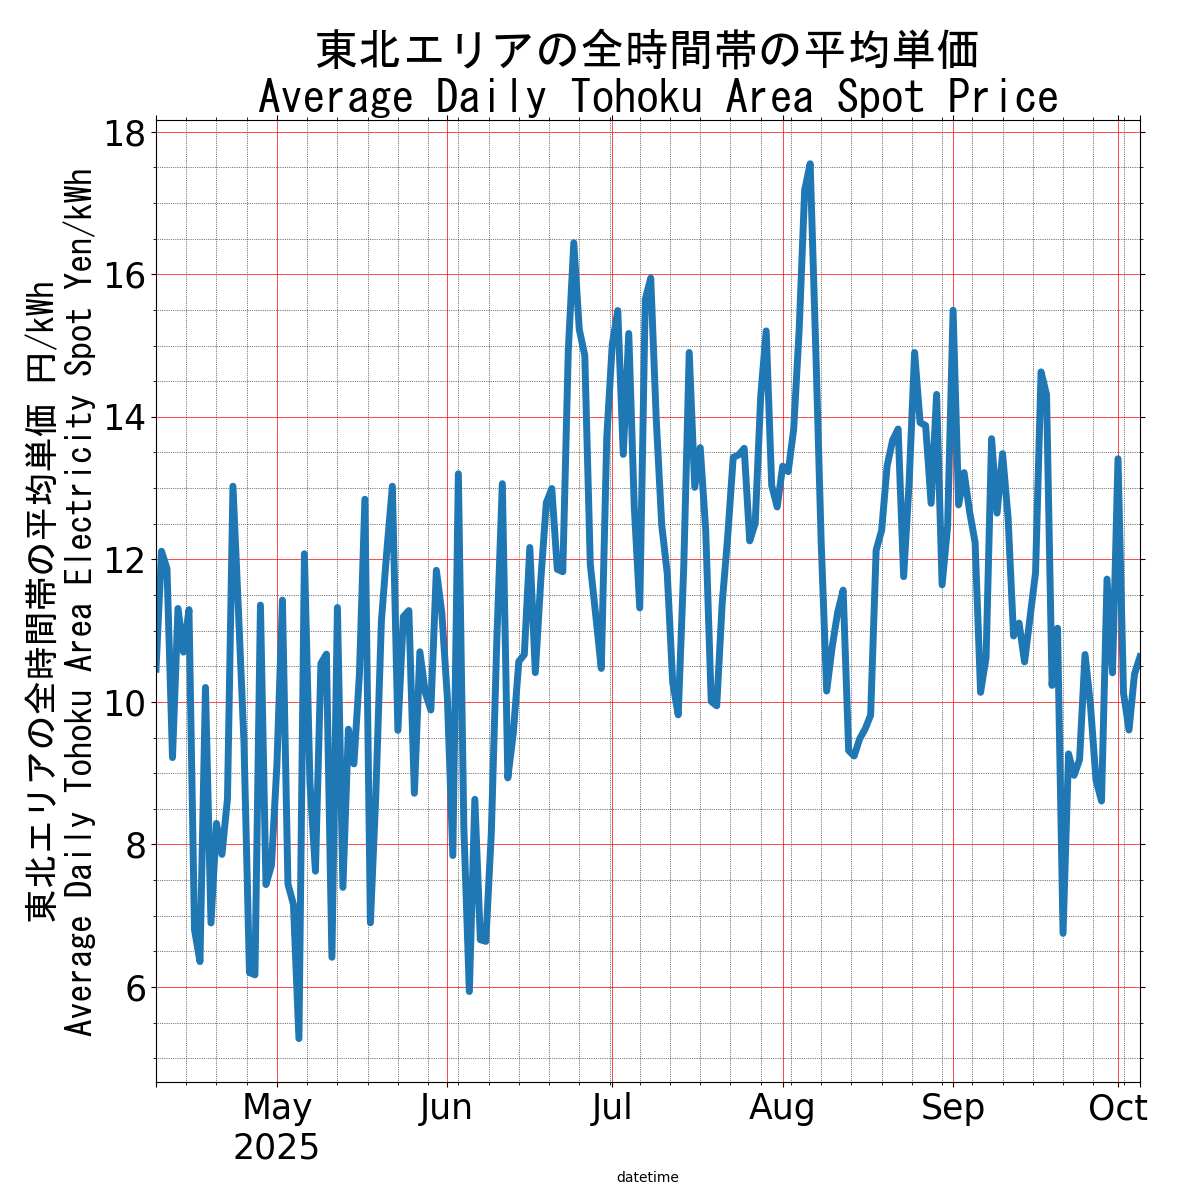 東北エリアの全時間帯の平均単価
Average Daily Tohoku Area Spot Price
東北エリアの全時間帯の平均単価 円/kWh
Average Daily Tohoku Area Electricity Spot Yen/kWh
18
16
14
12
10
8
6
May
2025
Jun
Jul
Aug
Sep
Oct
datetime